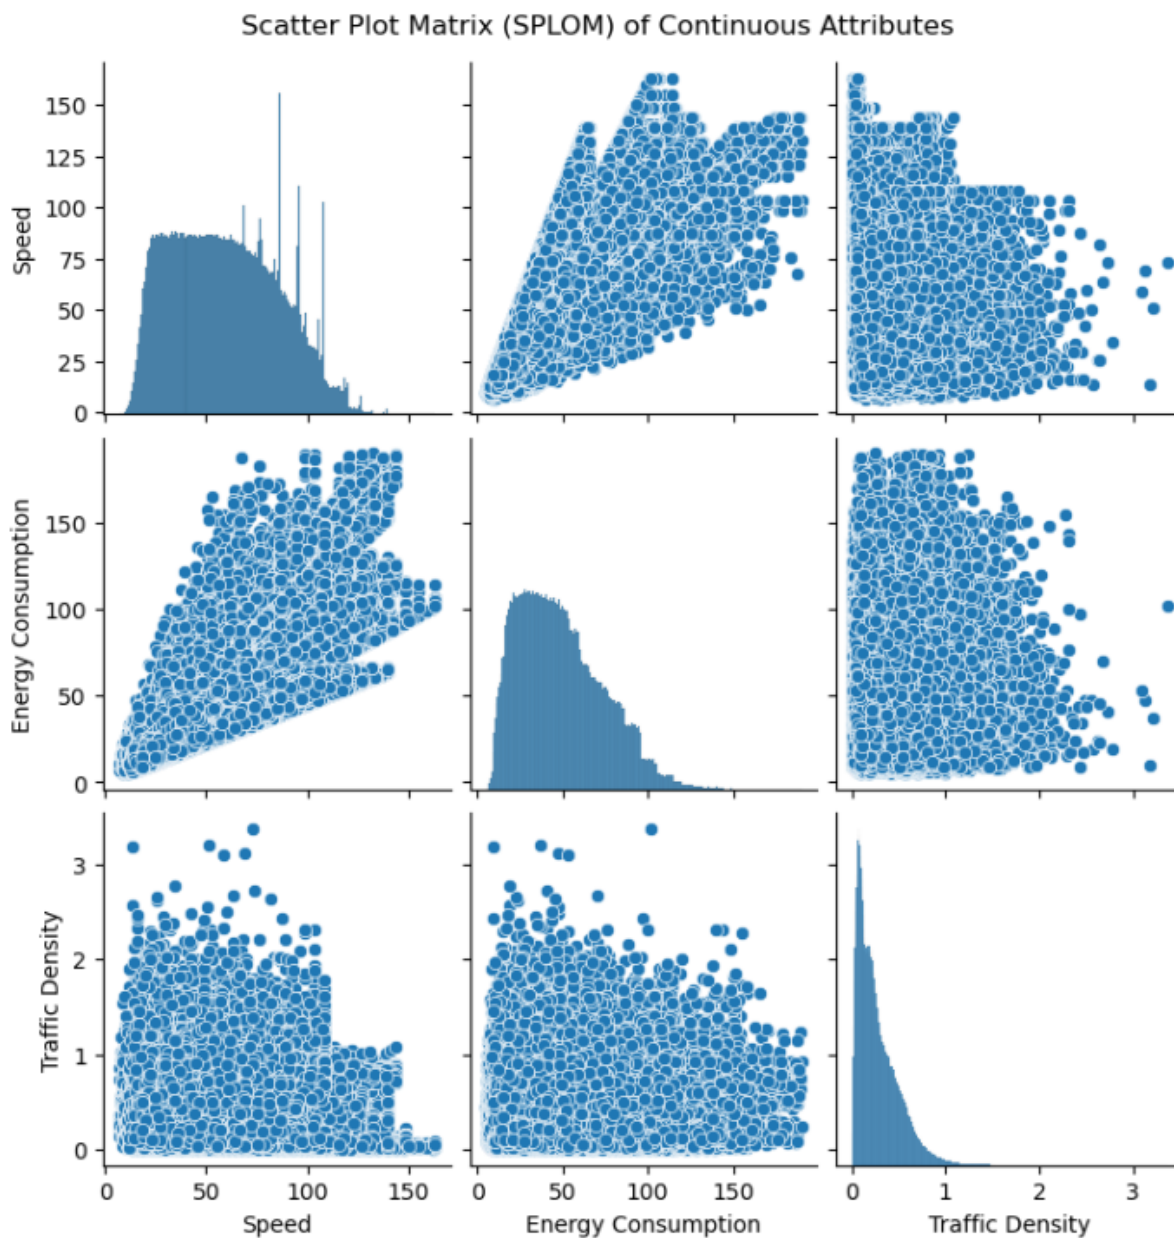 Scatter Plot Matrix (SPLOM) of Continuous Attributes
Speed
150
125
100
75
50
25
0
Energy Consumption
150
100
50
0
Traffic Density
3
2
1
0
0 50 100 150
0 50 100 150
0 1 2 3
Speed
Energy Consumption
Traffic Density